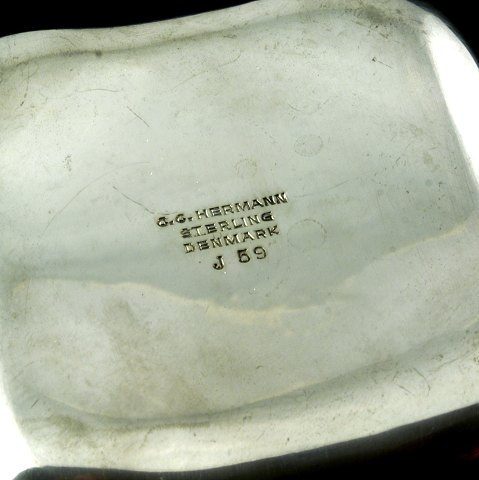 C.C. HERMANN
STERLING
DENMARK
J 59